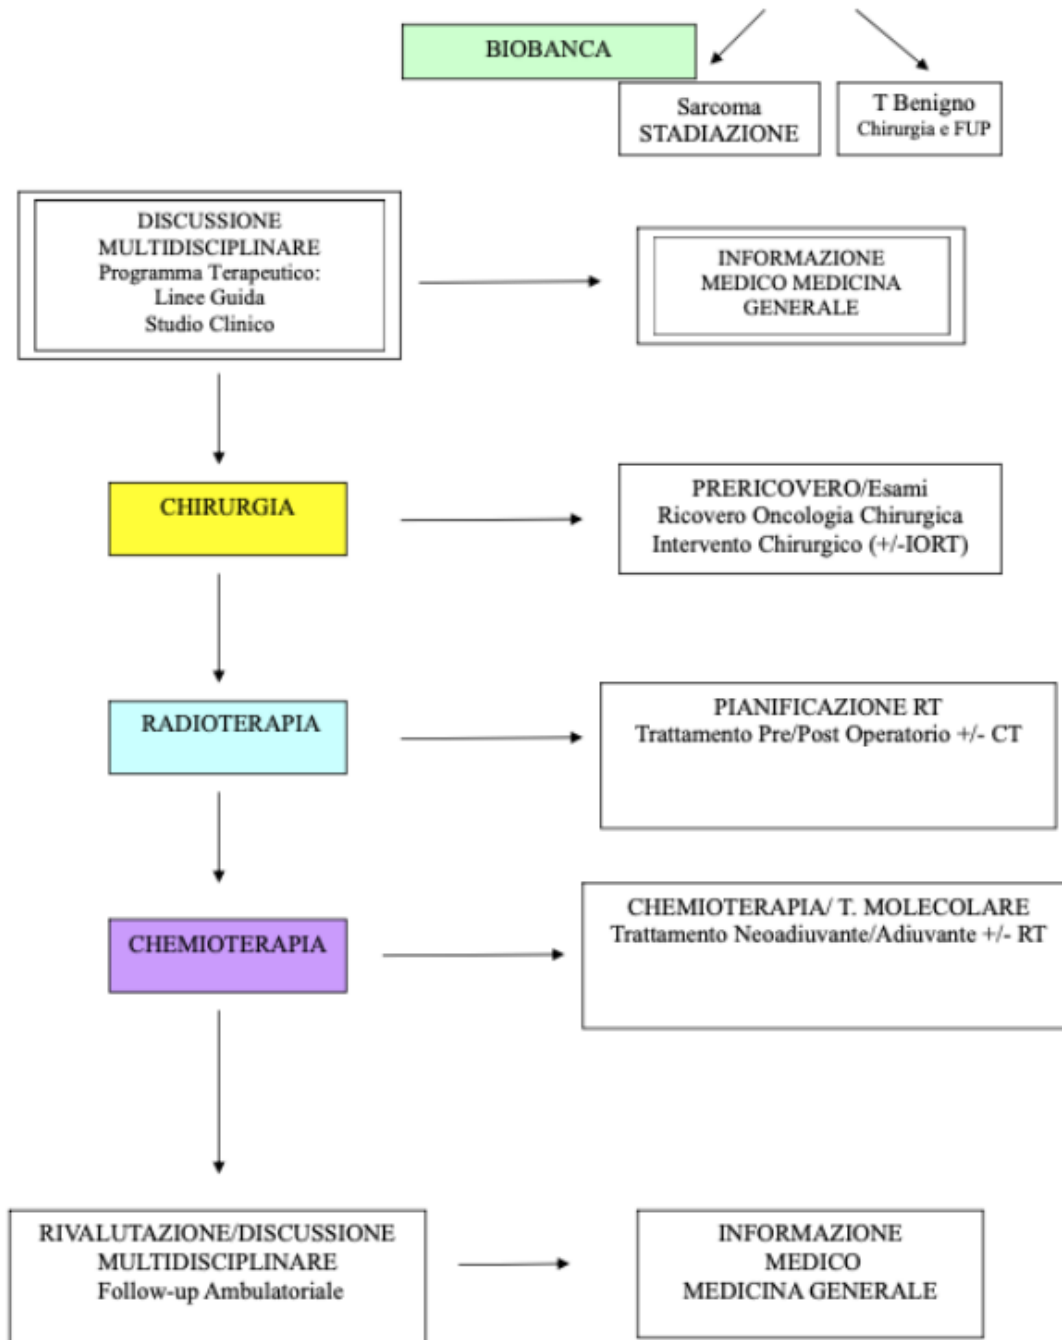 BIOBANCA
Sarcoma
STADIAZIONE
T Benigno
Chirurgia e FUP
DISCUSSIONE
MULTIDISCIPLINARE
Programma Terapeutico:
Linee Guida
Studio Clinico
INFORMAZIONE
MEDICO MEDICINA
GENERALE
CHIRURGIA
PRERICOVERO/Esami
Ricovero Oncologia Chirurgica
Intervento Chirurgico (+/-IORT)
RADIOTERAPIA
PIANIFICAZIONE RT
Trattamento Pre/Post Operatorio +/- CT
CHEMIOTERAPIA
CHEMIOTERAPIA/ T. MOLECOLARE
Trattamento Neoadiuvante/Adiuvante +/- RT
RIVALUTAZIONE/DISCUSSIONE
MULTIDISCIPLINARE
Follow-up Ambulatoriale
INFORMAZIONE
MEDICO
MEDICINA GENERALE